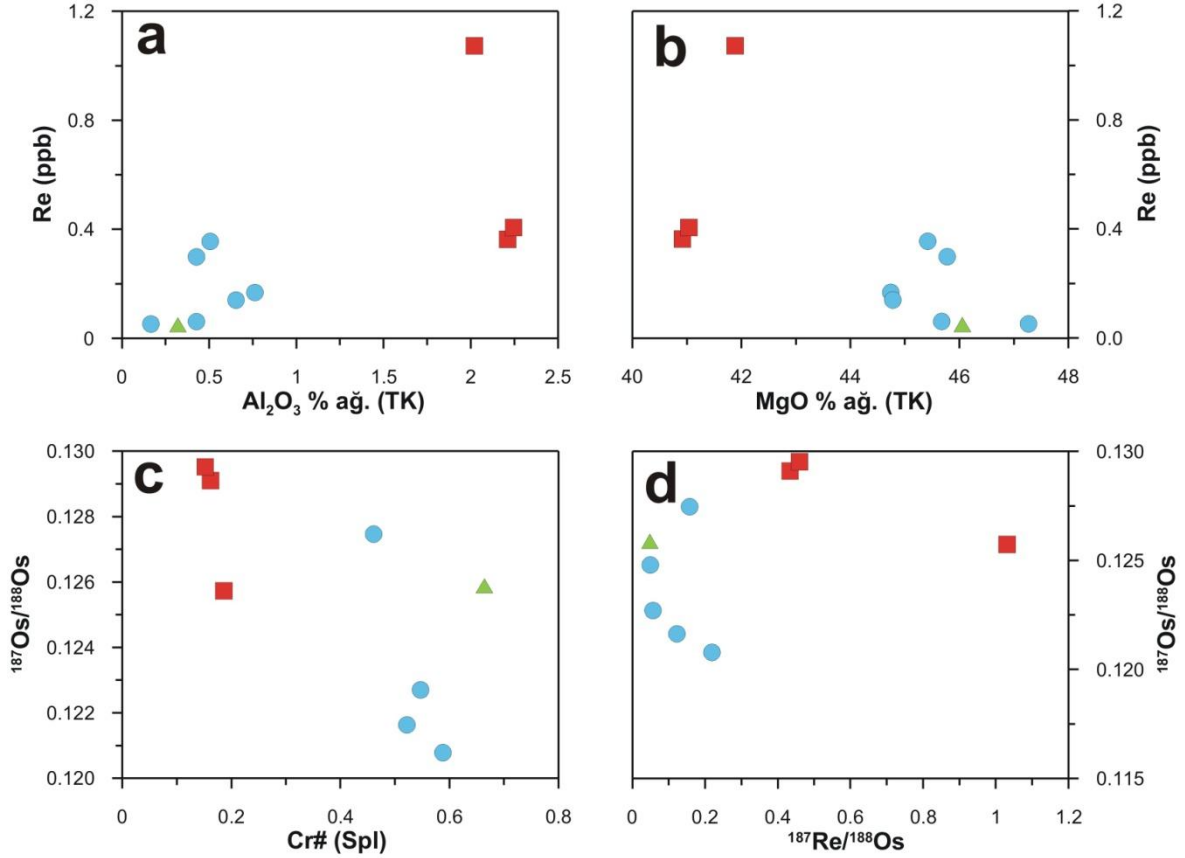 a
1.2
0.8
0.4
0
Re (ppb)
0 0.5 1 1.5 2 2.5
Al₂O₃ % ağ. (TK)
b
1.2
0.8
0.4
0.0
Re (ppb)
40 42 44 46 48
MgO % ağ. (TK)
c
0.130
0.128
0.126
0.124
0.122
0.120
¹⁸⁷Os/¹⁸⁸Os
0 0.2 0.4 0.6 0.8
Cr# (Spl)
d
0.130
0.125
0.120
0.115
¹⁸⁷Os/¹⁸⁸Os
0 0.2 0.4 0.6 0.8 1 1.2
¹⁸⁷Re/¹⁸⁸Os